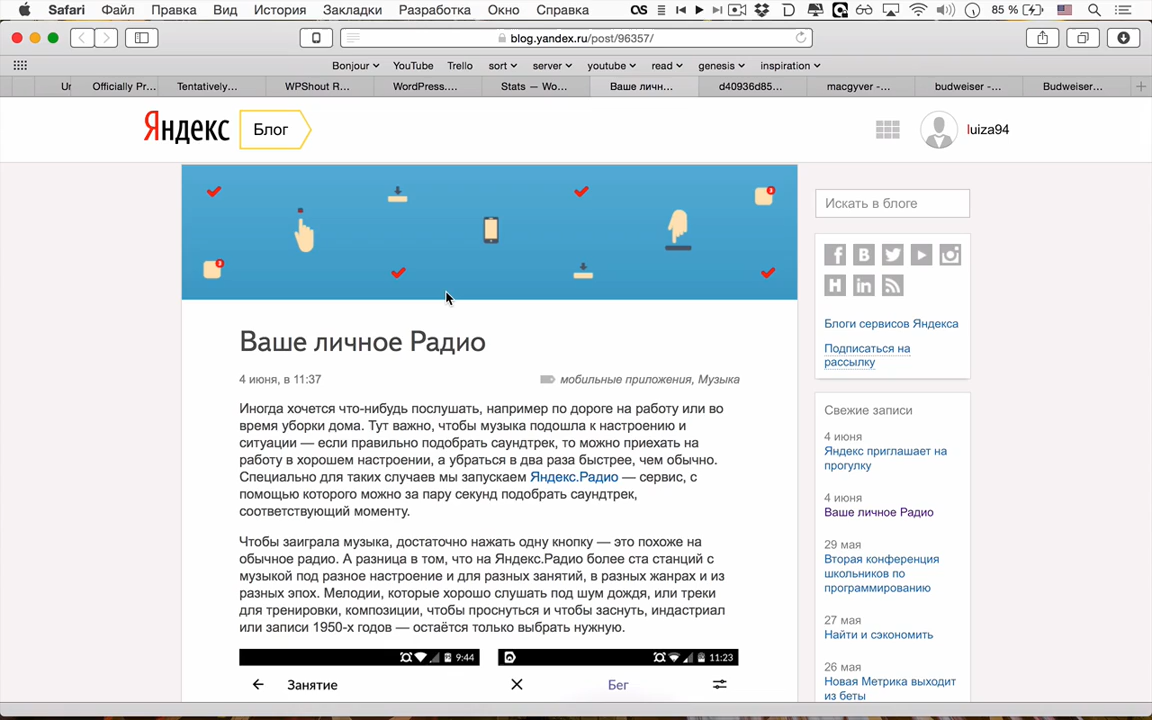 Safari Файл Правка Вид История Закладки Разработка Окно Справка 85 %
blog.yandex.ru/post/96357/
Bonjour YouTube Trello sort server youtube read genesis inspiration
Ur Officially Pr... Tentatively... WPShout R... WordPress.... Stats — Wo... Ваше личн... d40936d85... macgyver -... budweiser -... Budweiser...
Яндекс Блог luiza94
Искать в блоге
Блоги сервисов Яндекса
Подписаться на
рассылку
Ваше личное Радио
4 июня, в 11:37 мобильные приложения, Музыка
Иногда хочется что-нибудь послушать, например по дороге на работу или во
время уборки дома. Тут важно, чтобы музыка подошла к настроению и
ситуации — если правильно подобрать саундтрек, то можно приехать на
работу в хорошем настроении, а убраться в два раза быстрее, чем обычно.
Специально для таких случаев мы запускаем Яндекс.Радио — сервис, с
помощью которого можно за пару секунд подобрать саундтрек,
соответствующий моменту.
Чтобы заиграла музыка, достаточно нажать одну кнопку — это похоже на
обычное радио. А разница в том, что на Яндекс.Радио более ста станций с
музыкой под разное настроение и для разных занятий, в разных жанрах и из
разных эпох. Мелодии, которые хорошо слушать под шум дождя, или треки
для тренировки, композиции, чтобы проснуться и чтобы заснуть, индастриал
или записи 1950-х годов — остаётся только выбрать нужную.
9:44 11:23
Занятие Бег
Свежие записи
4 июня
Яндекс приглашает на
прогулку
4 июня
Ваше личное Радио
29 мая
Вторая конференция
школьников по
программированию
27 мая
Найти и сэкономить
26 мая
Новая Метрика выходит
из беты